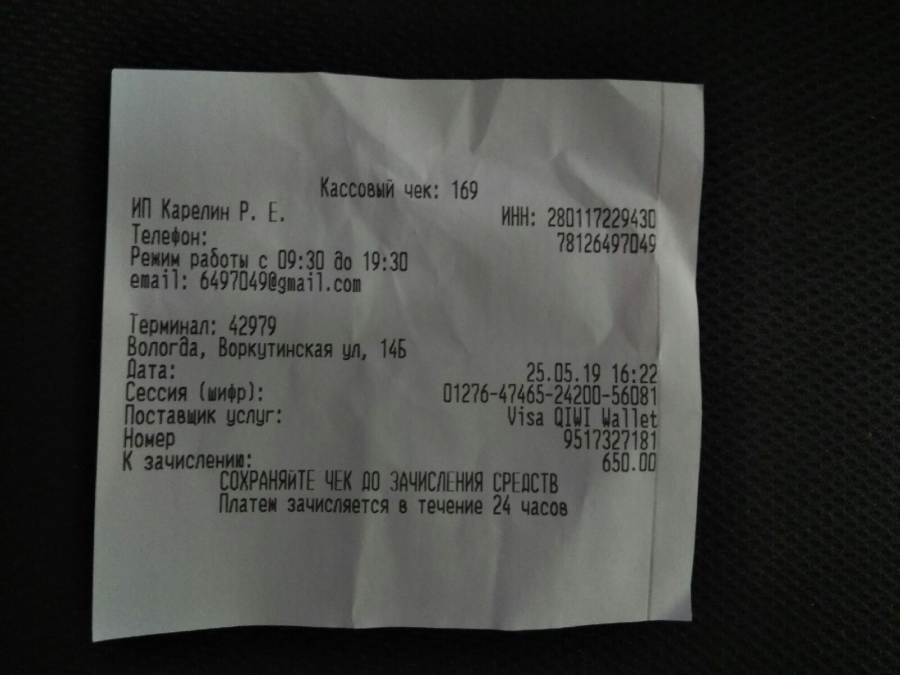 Кассовый чек: 169
ИП Карелин Р. Е. ИНН: 280117229430
Телефон: 78126497049
Режим работы с 09:30 до 19:30
email: 6497049@gmail.com
Терминал: 42979
Вологда, Воркутинская ул, 14Б
Дата: 25.05.19 16:22
Сессия (шифр): 01276-47465-24200-56081
Поставщик услуг: Visa QIWI Wallet
Номер 9517327181
К зачислению: 650.00
СОХРАНЯЙТЕ ЧЕК ДО ЗАЧИСЛЕНИЯ СРЕДСТВ
Платеж зачисляется в течение 24 часов